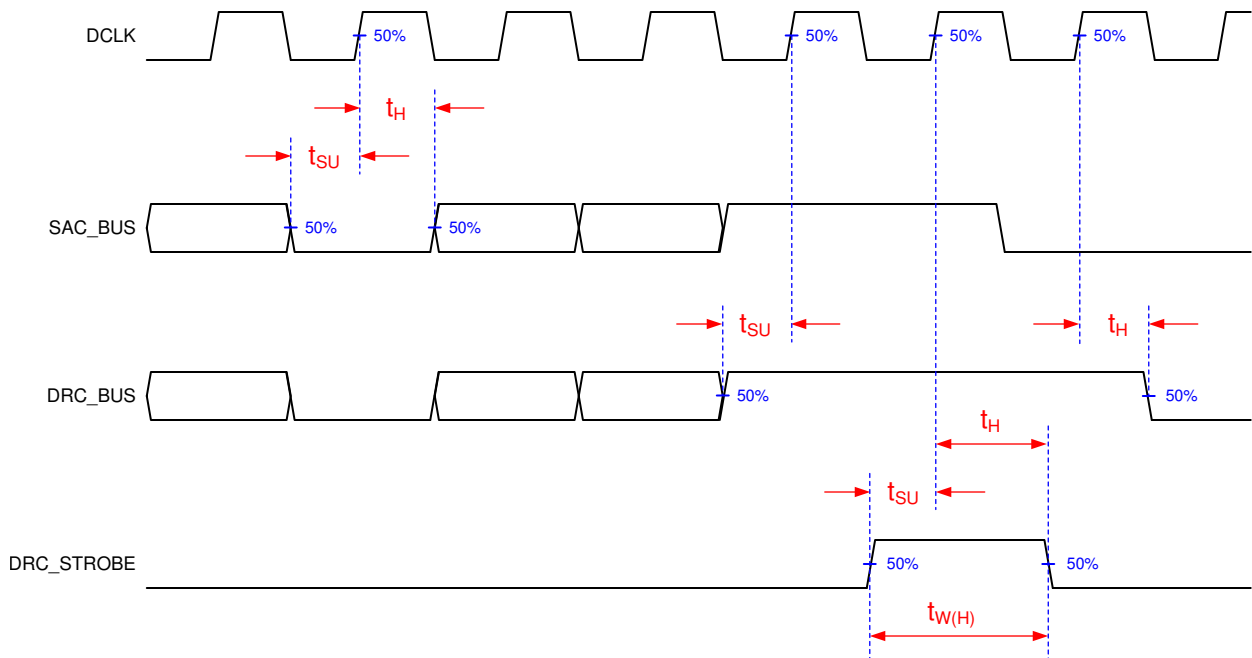 DCLK
50%
50%
50%
50%
tH
tSU
SAC_BUS
50%
50%
tSU
tH
DRC_BUS
50%
50%
tH
tSU
DRC_STROBE
50%
50%
tW(H)